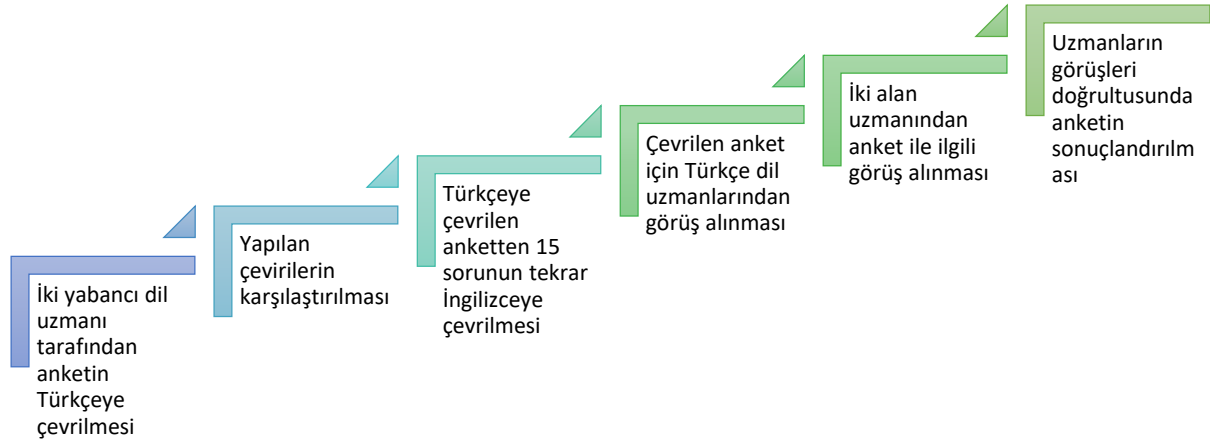 İki yabancı dil
uzmanı
tarafından
anketin
Türkçeye
çevrilmesi
Yapılan
çevirilerin
karşılaştırılması
Türkçeye
çevrilen
anketten 15
sorunun tekrar
İngilizceye
çevrilmesi
Çevrilen anket
için Türkçe dil
uzmanlarından
görüş alınması
İki alan
uzmanından
anket ile ilgili
görüş alınması
Uzmanların
görüşleri
doğrultusunda
anketin
sonuçlandırılm
ası